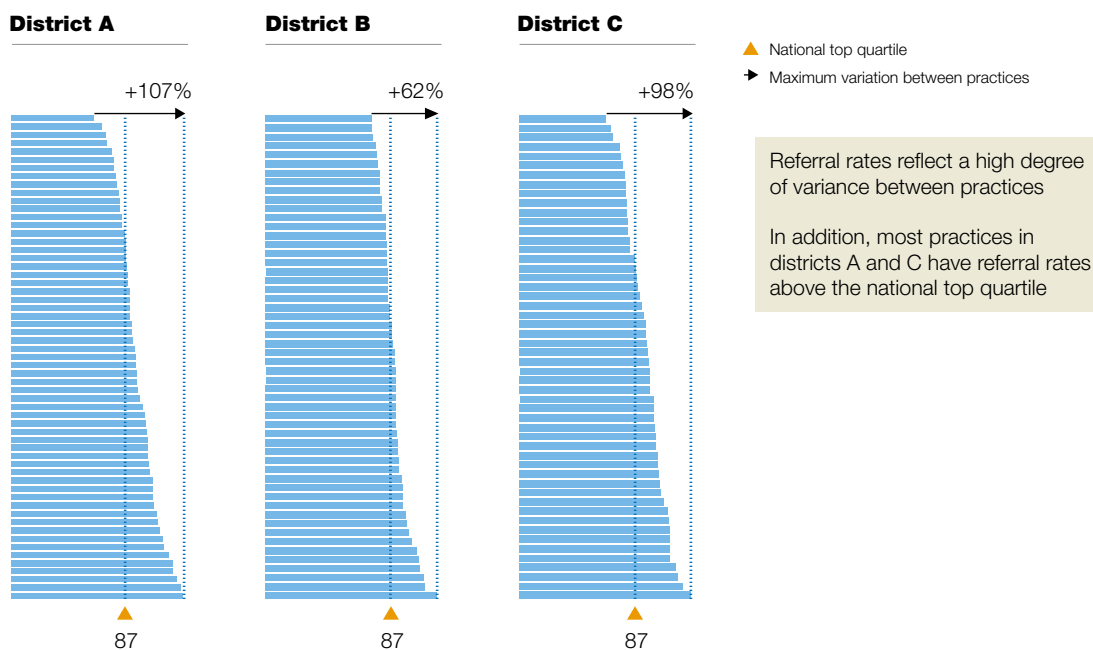 District A
District B
District C
National top quartile
Maximum variation between practices
+107%
+62%
+98%
Referral rates reflect a high degree
of variance between practices
In addition, most practices in
districts A and C have referral rates
above the national top quartile
87
87
87